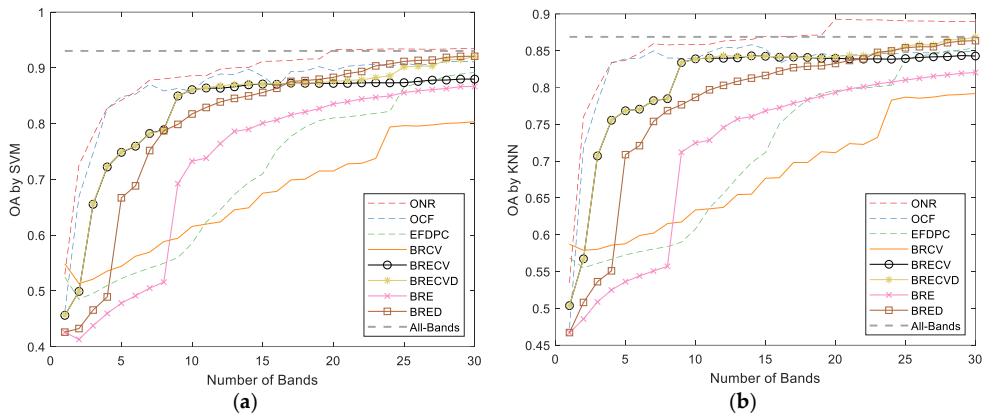 1
0.9
0.8
0.7
0.6
0.5
0.4
OA by SVM
0 5 10 15 20 25 30
Number of Bands
ONR
OCF
EFDPC
BRCV
BRECV
BRECVD
BRE
BRED
All-Bands
(a)
0.9
0.85
0.8
0.75
0.7
0.65
0.6
0.55
0.5
0.45
OA by KNN
0 5 10 15 20 25 30
Number of Bands
ONR
OCF
EFDPC
BRCV
BRECV
BRECVD
BRE
BRED
All-Bands
(b)